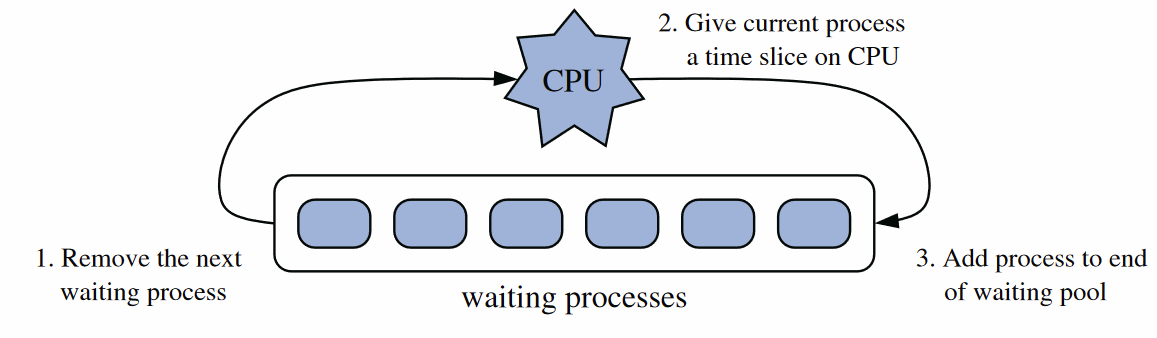 2. Give current process
a time slice on CPU
CPU
1. Remove the next
waiting process
3. Add process to end
of waiting pool
waiting processes